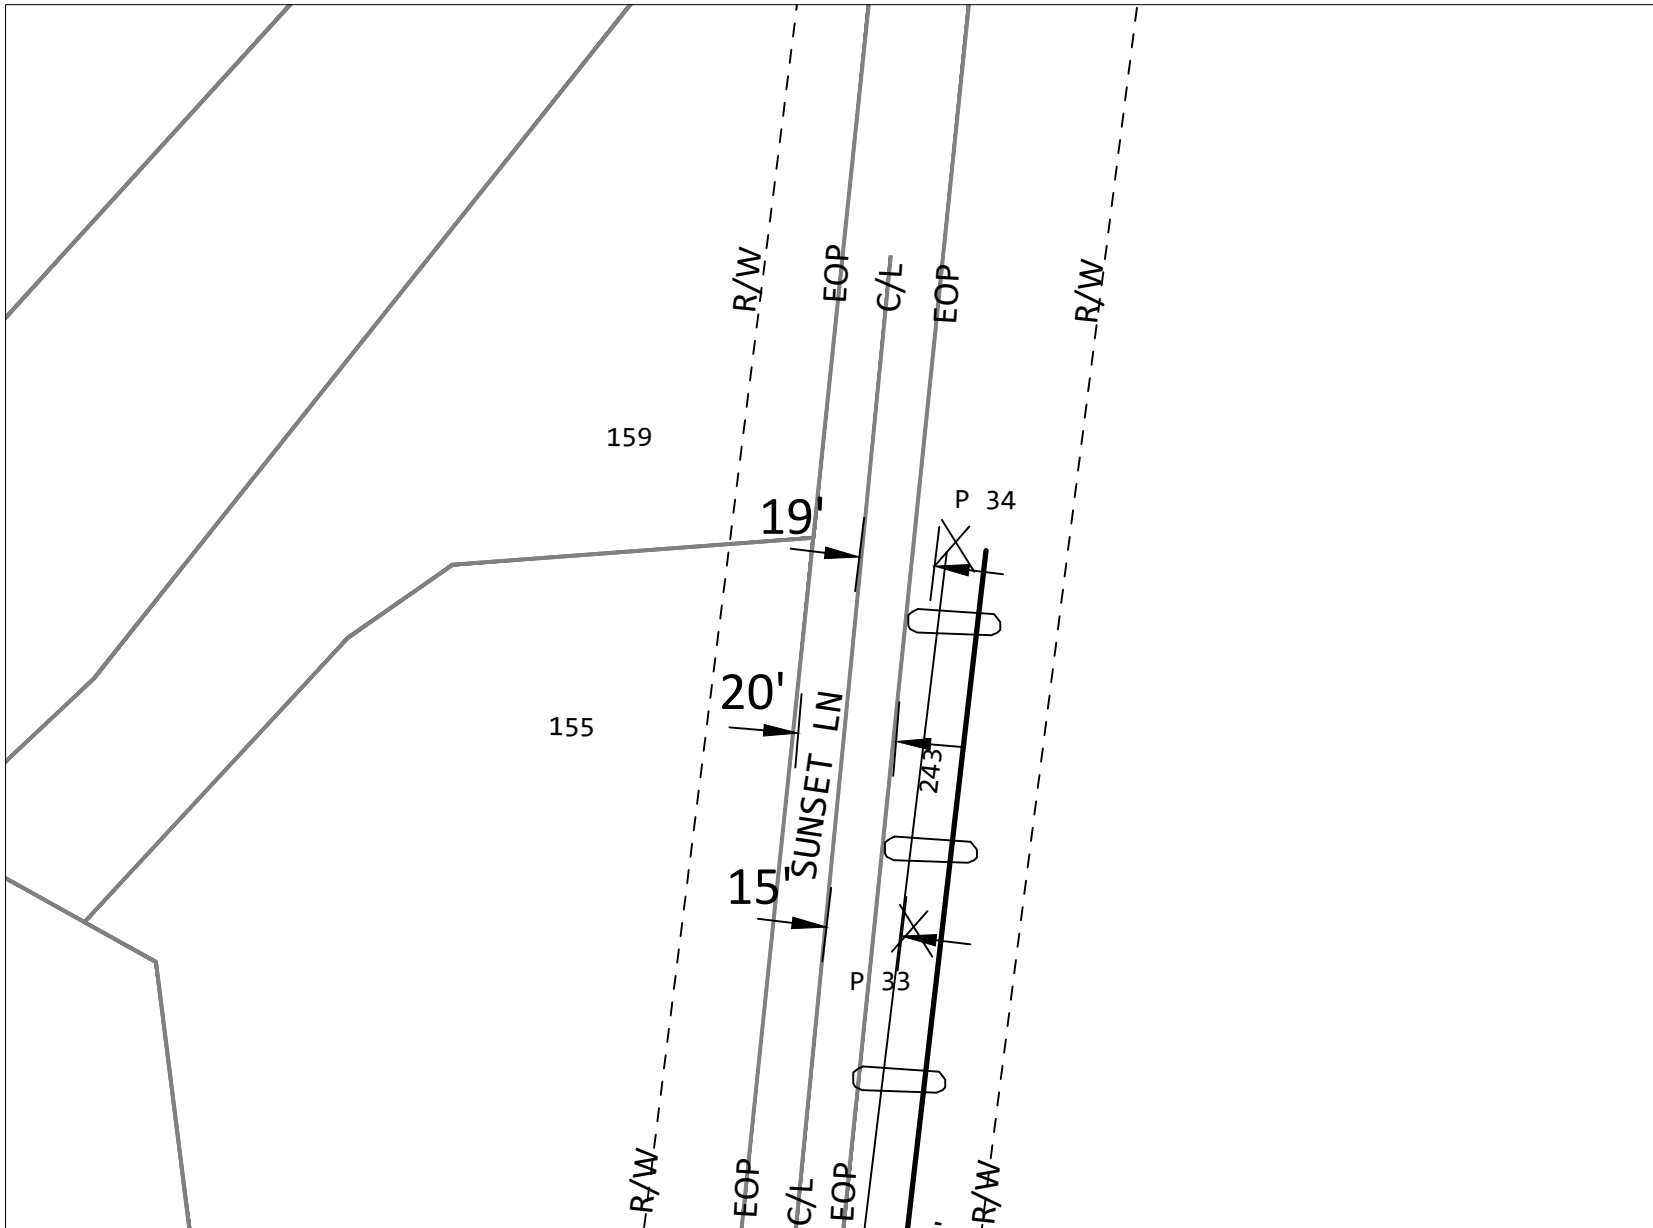 R/W
EOP
C/L
EOP
R/W
159
19'
P 34
20'
155
SUNSET LN
243
15'
P 33
R/W
EOP
C/L
EOP
R/W